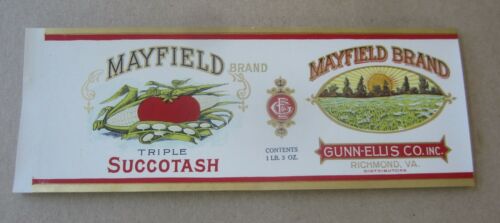 MAYFIELD BRAND
TRIPLE
SUCCOTASH
CONTENTS
1 LB. 3 OZ.
MAYFIELD BRAND
GUNN-ELLIS CO. INC.
RICHMOND, VA.
DISTRIBUTORS